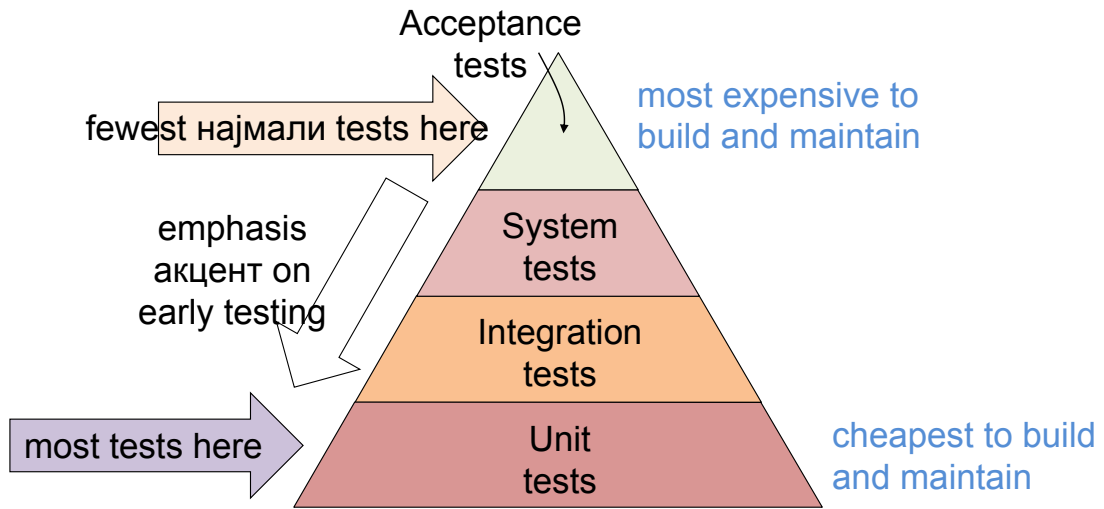 Acceptance
tests
most expensive to
build and maintain
fewest најмали tests here
System
tests
emphasis
акцент on
early testing
Integration
tests
most tests here
Unit
tests
cheapest to build
and maintain